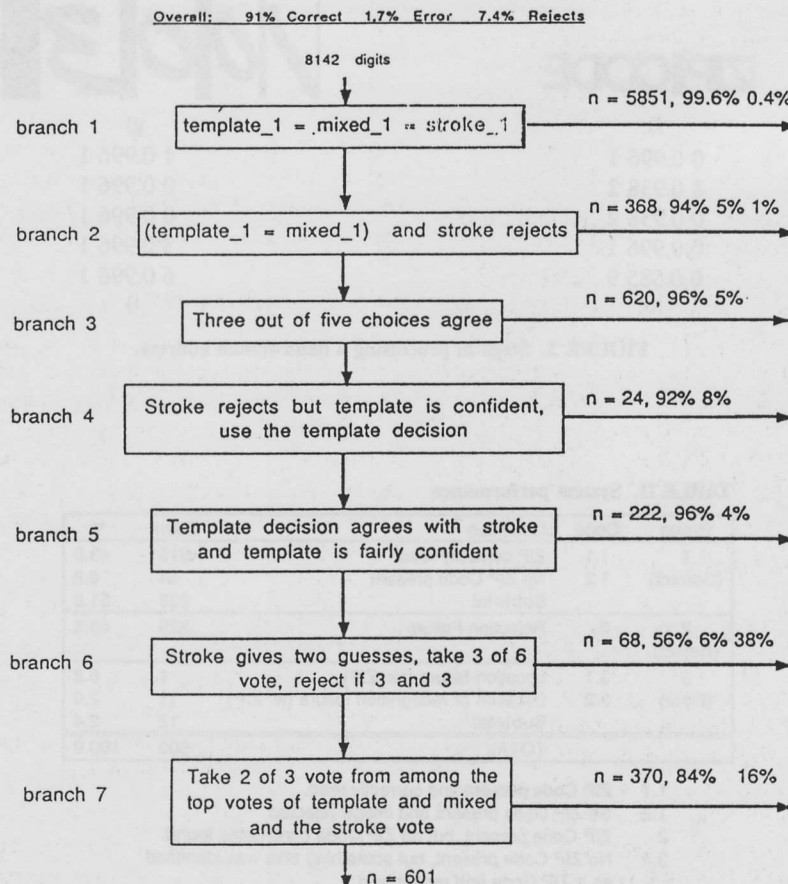 Overall: 91% Correct 1.7% Error 7.4% Rejects
8142 digits
n = 5851, 99.6% 0.4%
branch 1
template_1 = mixed_1 = stroke_1
n = 368, 94% 5% 1%
branch 2
(template_1 = mixed_1) and stroke rejects
n = 620, 96% 5%
branch 3
Three out of five choices agree
n = 24, 92% 8%
branch 4
Stroke rejects but template is confident,
use the template decision
n = 222, 96% 4%
branch 5
Template decision agrees with stroke
and template is fairly confident
n = 68, 56% 6% 38%
branch 6
Stroke gives two guesses, take 3 of 6
vote, reject if 3 and 3
n = 370, 84% 16%
branch 7
Take 2 of 3 vote from among the
top votes of template and mixed
and the stroke vote
n = 601